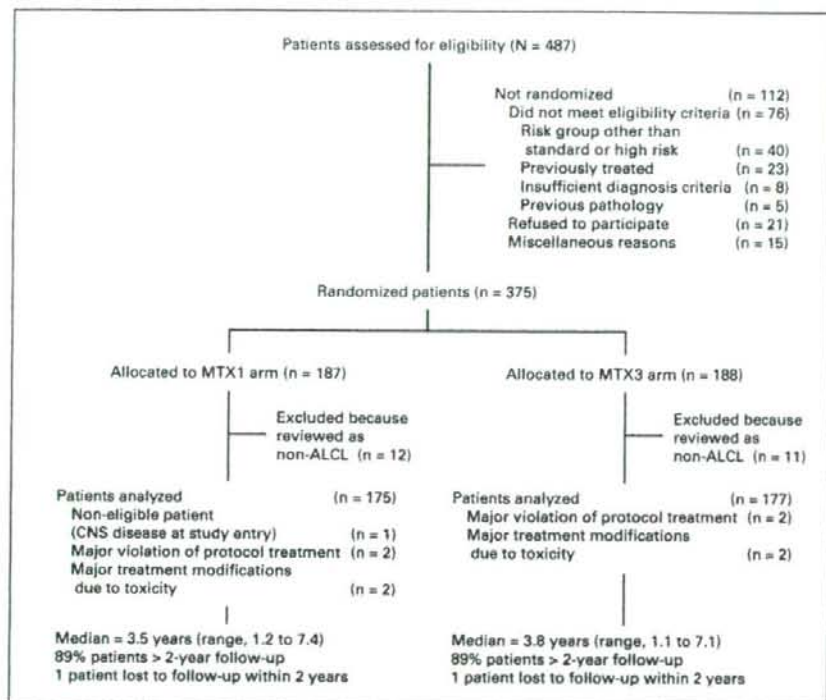 Patients assessed for eligibility (N = 487)
Not randomized (n = 112)
Did not meet eligibility criteria (n = 76)
Risk group other than
standard or high risk (n = 40)
Previously treated (n = 23)
Insufficient diagnosis criteria (n = 8)
Previous pathology (n = 5)
Refused to participate (n = 21)
Miscellaneous reasons (n = 15)
Randomized patients (n = 375)
Allocated to MTX1 arm (n = 187)
Excluded because
reviewed as
non-ALCL (n = 12)
Patients analyzed (n = 175)
Non-eligible patient
(CNS disease at study entry) (n = 1)
Major violation of protocol treatment (n = 2)
Major treatment modifications
due to toxicity (n = 2)
Median = 3.5 years (range, 1.2 to 7.4)
89% patients > 2-year follow-up
1 patient lost to follow-up within 2 years
Allocated to MTX3 arm (n = 188)
Excluded because
reviewed as
non-ALCL (n = 11)
Patients analyzed (n = 177)
Major violation of protocol treatment (n = 2)
Major treatment modifications
due to toxicity (n = 2)
Median = 3.8 years (range, 1.1 to 7.1)
89% patients > 2-year follow-up
1 patient lost to follow-up within 2 years